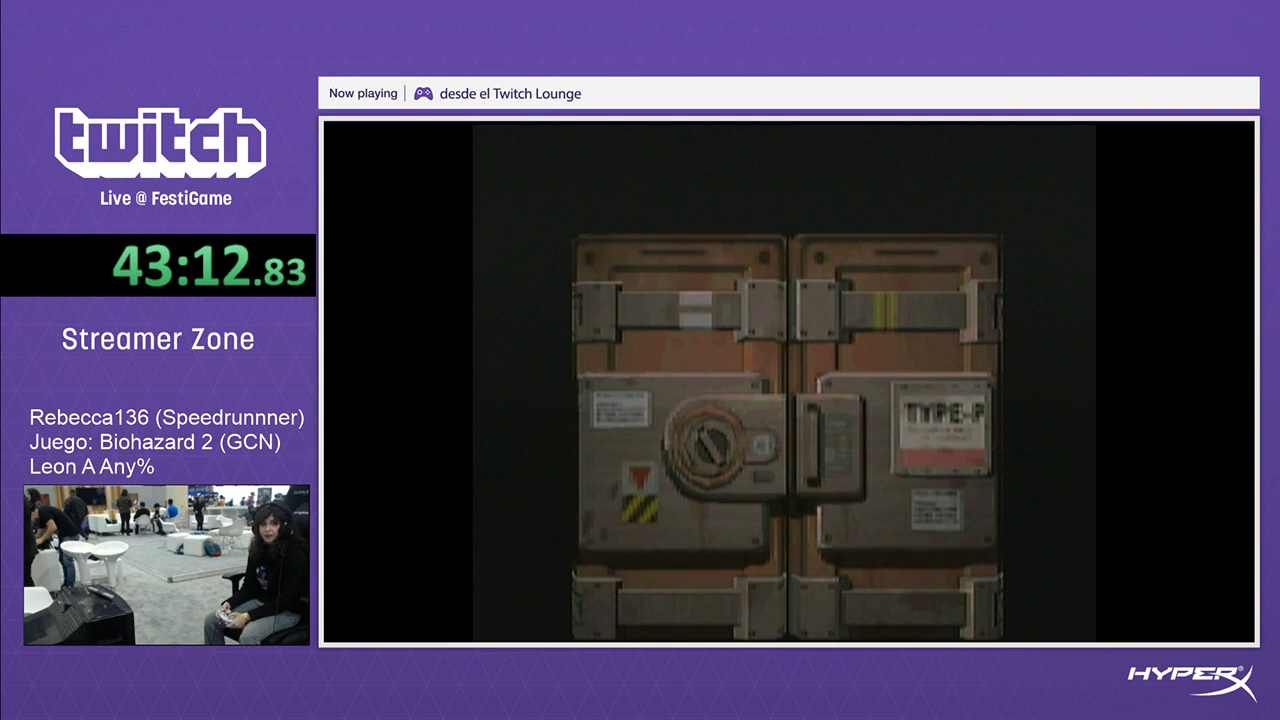 Now playing
desde el Twitch Lounge
twitch
Live @ FestiGame
43:12.83
Streamer Zone
Rebecca136 (Speedrunnner)
Juego: Biohazard 2 (GCN)
Leon A Any%
TYPE-P
HYPERX